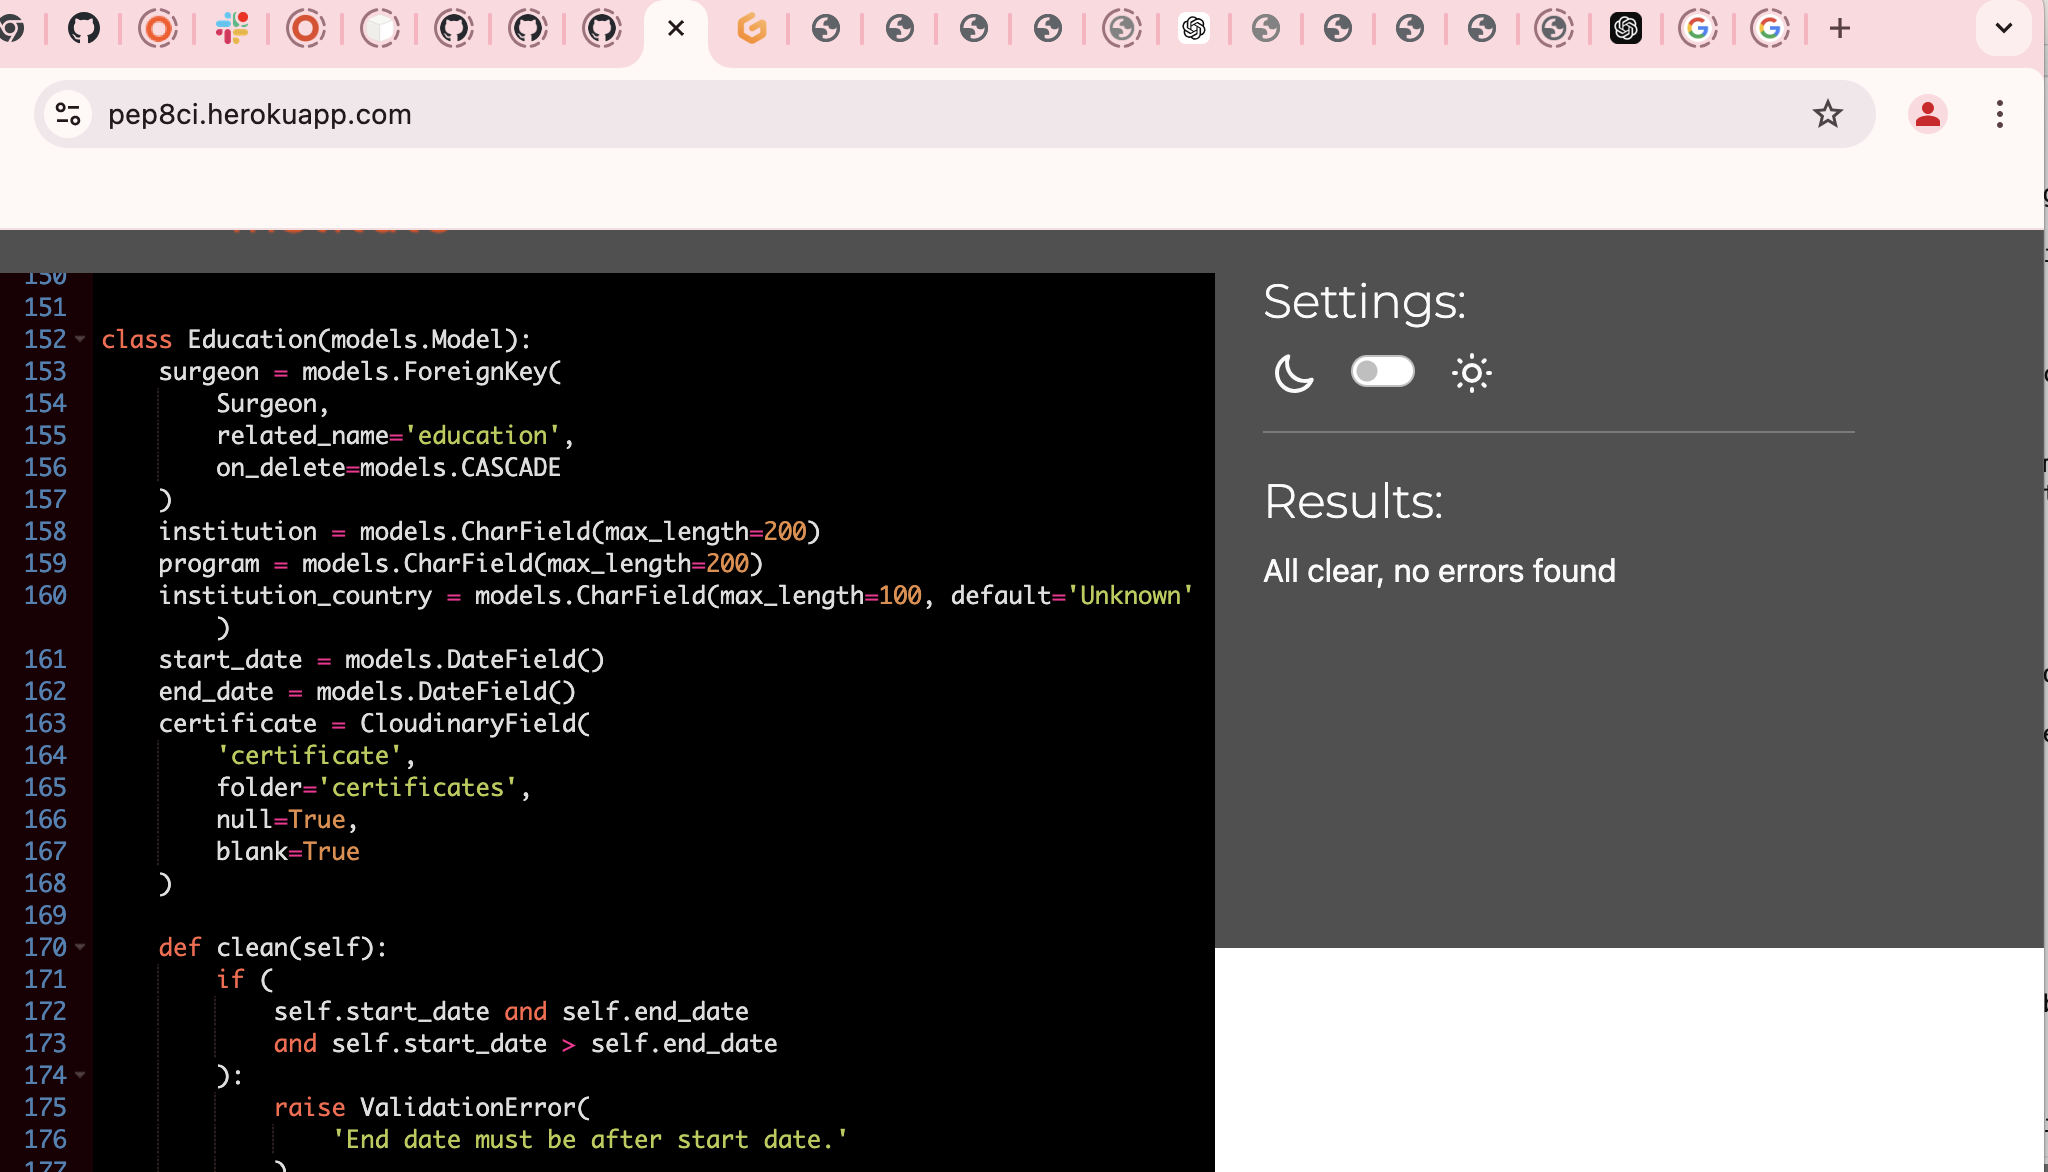 pep8ci.herokuapp.com
150
151
152 class Education(models.Model):
153     surgeon = models.ForeignKey(
154         Surgeon,
155         related_name='education',
156         on_delete=models.CASCADE
157     )
158     institution = models.CharField(max_length=200)
159     program = models.CharField(max_length=200)
160     institution_country = models.CharField(max_length=100, default='Unknown'
        )
161     start_date = models.DateField()
162     end_date = models.DateField()
163     certificate = CloudinaryField(
164         'certificate',
165         folder='certificates',
166         null=True,
167         blank=True
168     )
169
170     def clean(self):
171         if (
172             self.start_date and self.end_date
173             and self.start_date > self.end_date
174         ):
175             raise ValidationError(
176                 'End date must be after start date.'
177             )
Settings:
Results:
All clear, no errors found